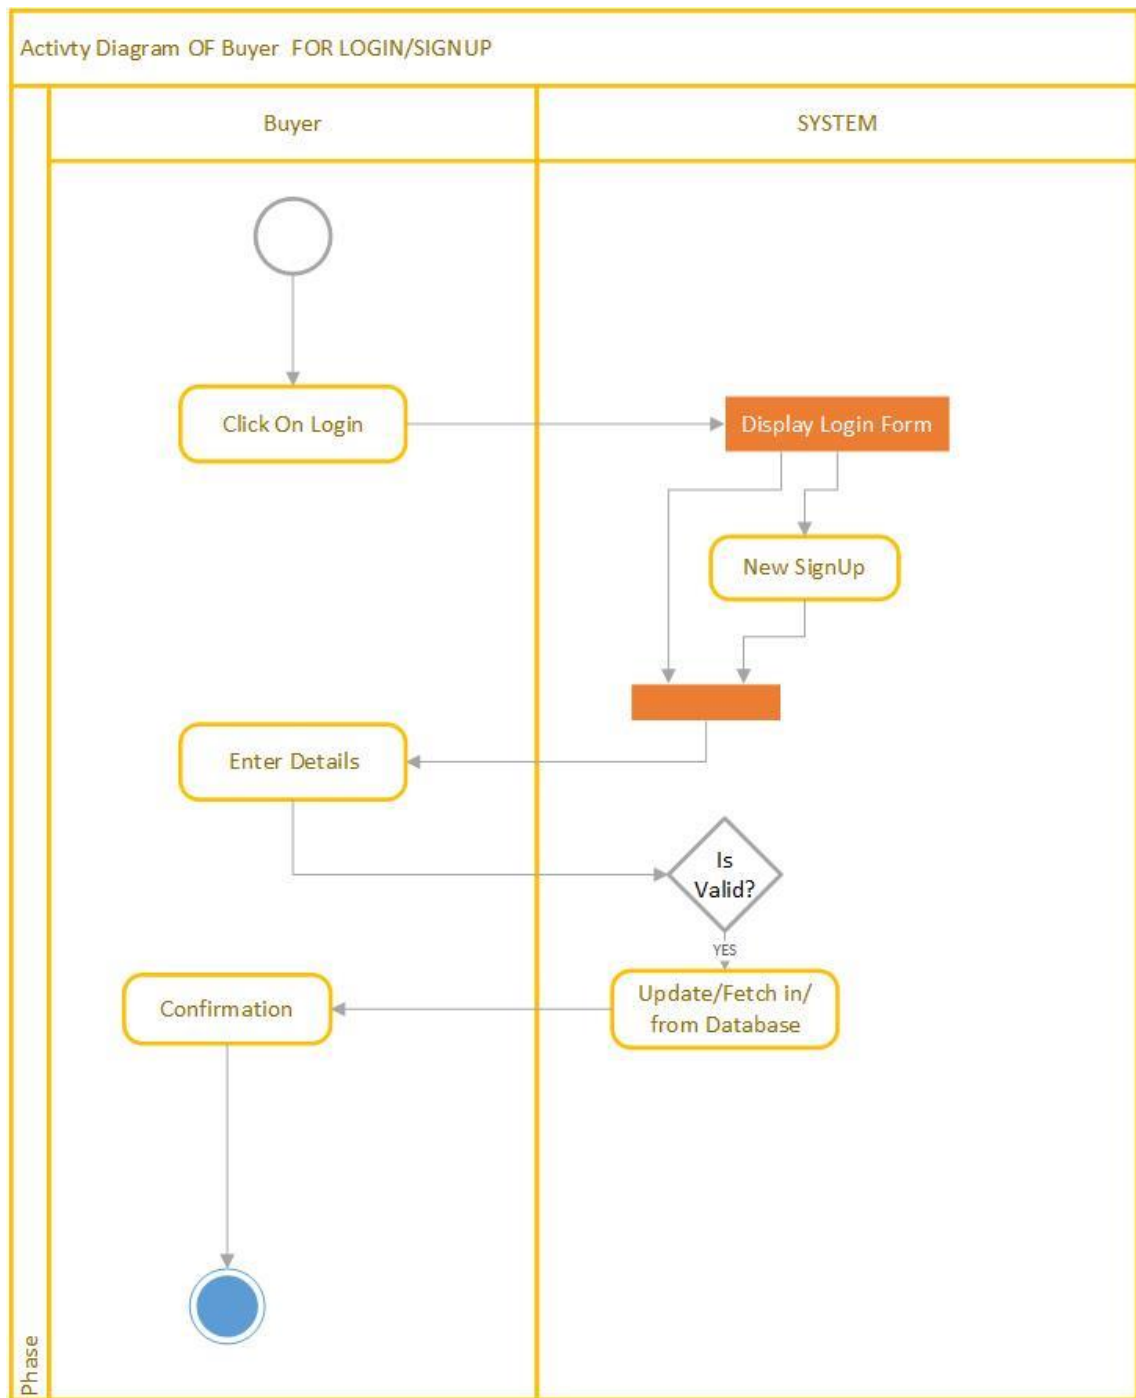 Activty Diagram OF Buyer FOR LOGIN/SIGNUP
Buyer
SYSTEM
Click On Login
Display Login Form
New SignUp
Enter Details
Is
Valid?
YES
Update/Fetch in/
from Database
Confirmation
Phase